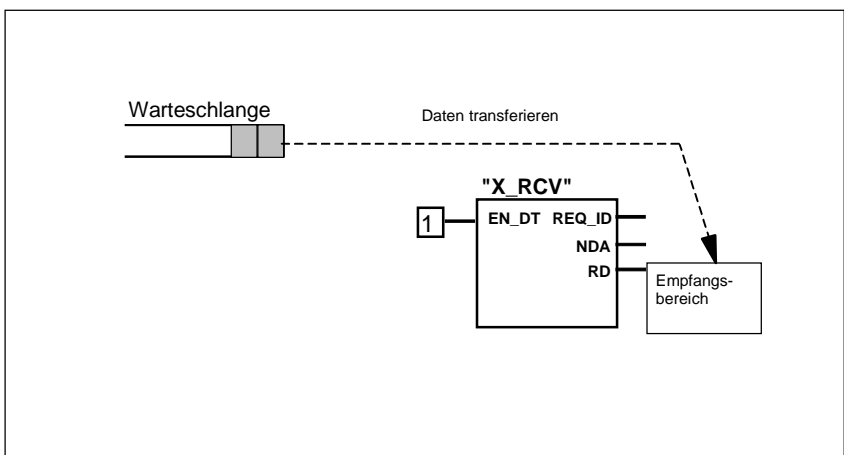 Warteschlange
Daten transferieren
"X_RCV"
1
EN_DT REQ_ID
NDA
RD
Empfangs-
bereich